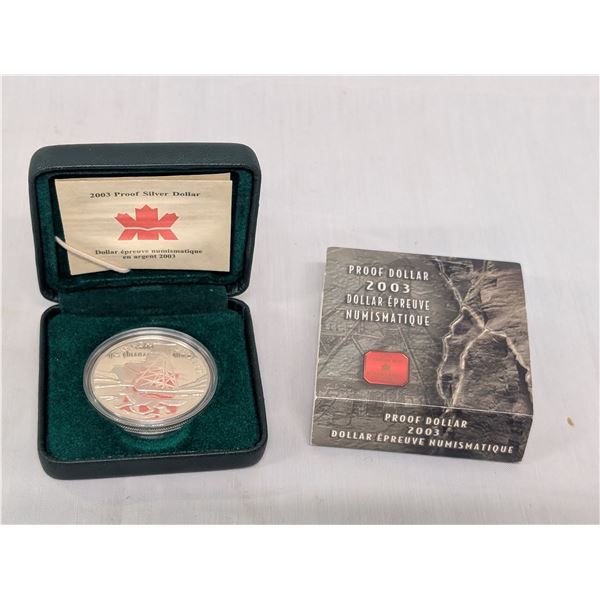 2003 Proof Silver Dollar
Dollar épreuve numismatique
en argent 2003
PROOF DOLLAR
2003
DOLLAR ÉPREUVE
NUMISMATIQUE
PROOF DOLLAR
2003
DOLLAR ÉPREUVE NUMISMATIQUE